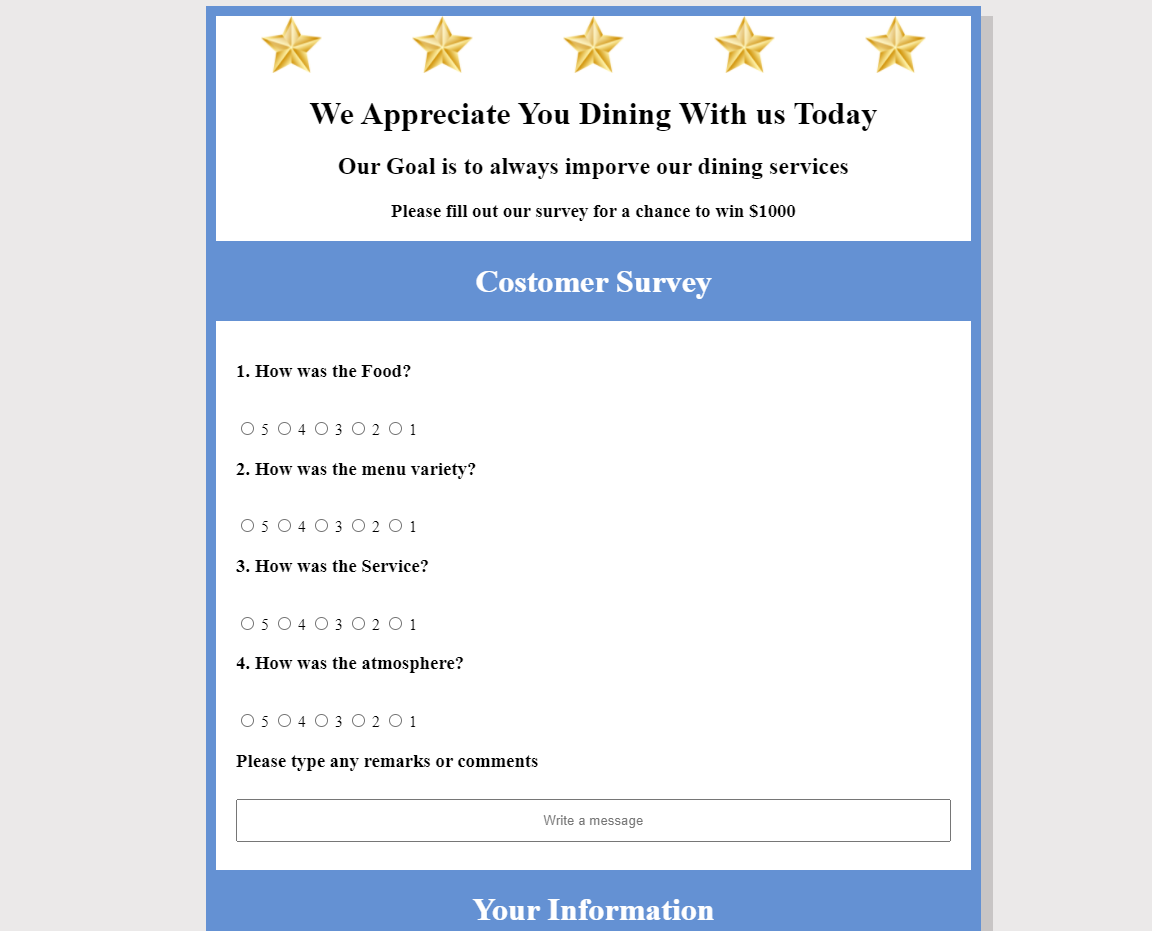 We Appreciate You Dining With us Today
Our Goal is to always imporve our dining services
Please fill out our survey for a chance to win $1000
Costomer Survey
1. How was the Food?
5 4 3 2 1
2. How was the menu variety?
5 4 3 2 1
3. How was the Service?
5 4 3 2 1
4. How was the atmosphere?
5 4 3 2 1
Please type any remarks or comments
Write a message
Your Information